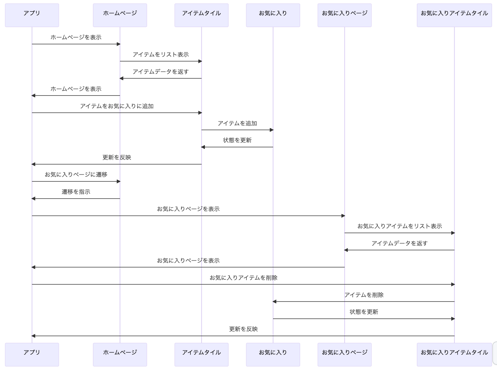 アプリ
ホームページ
アイテムタイル
お気に入り
お気に入りページ
お気に入りアイテムタイル
ホームページを表示
アイテムをリスト表示
アイテムデータを返す
ホームページを表示
アイテムをお気に入りに追加
アイテムを追加
状態を更新
更新を反映
お気に入りページに遷移
遷移を指示
お気に入りページを表示
お気に入りアイテムをリスト表示
アイテムデータを返す
お気に入りページを表示
お気に入りアイテムを削除
アイテムを削除
状態を更新
更新を反映
アプリ
ホームページ
アイテムタイル
お気に入り
お気に入りページ
お気に入りアイテムタイル